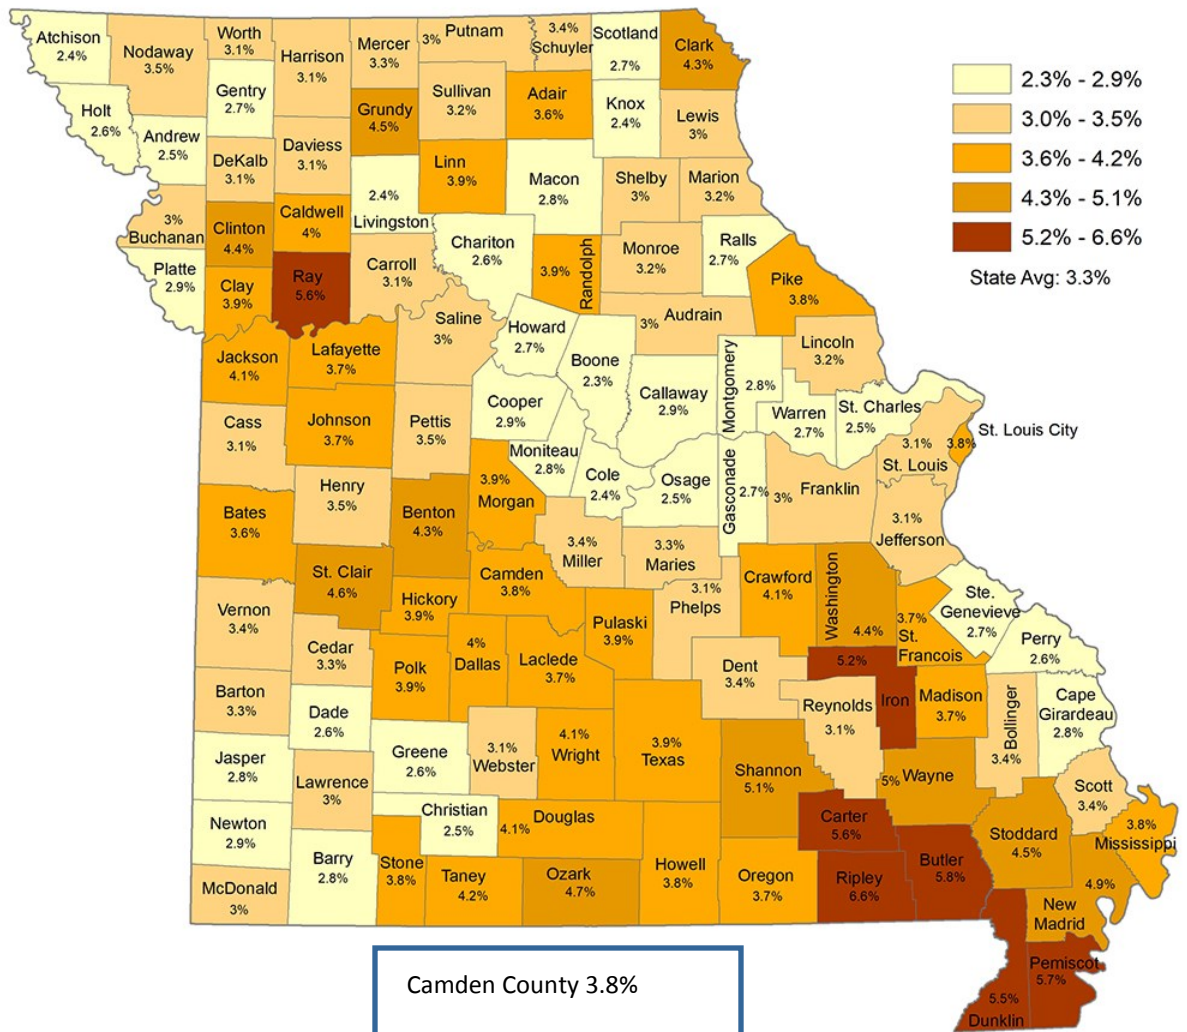 Atchison
2.4%
Nodaway
3.5%
Worth
3.1%
Harrison
3.1%
Mercer
3.3%
Putnam
3%
3.4%
Schuyler
Scotland
2.7%
Clark
4.3%
Holt
2.6%
Andrew
2.5%
Gentry
2.7%
DeKalb
3.1%
Daviess
3.1%
Grundy
4.5%
Sullivan
3.2%
Adair
3.6%
Knox
2.4%
Lewis
3%
2.3% - 2.9%
3.0% - 3.5%
3.6% - 4.2%
4.3% - 5.1%
5.2% - 6.6%
State Avg: 3.3%
3%
Buchanan
Clinton
4.4%
Caldwell
4%
2.4%
Livingston
Linn
3.9%
Macon
2.8%
Shelby
3%
Marion
3.2%
Platte
2.9%
Clay
3.9%
Ray
5.6%
Carroll
3.1%
Chariton
2.6%
3.9%
Randolph
Monroe
3.2%
Ralls
2.7%
Pike
3.8%
Jackson
4.1%
Lafayette
3.7%
Saline
3%
Howard
2.7%
Boone
2.3%
Audrain
3%
Callaway
2.9%
Montgomery
2.8%
Lincoln
3.2%
Warren
2.7%
St. Charles
2.5%
3.1%
St. Louis
3.8%
St. Louis City
Cass
3.1%
Johnson
3.7%
Pettis
3.5%
Cooper
2.9%
Moniteau
2.8%
Cole
2.4%
Osage
2.5%
Gasconade
2.7%
Franklin
3%
3.1%
Jefferson
Bates
3.6%
Henry
3.5%
Benton
4.3%
3.9%
Morgan
3.4%
Miller
3.3%
Maries
St. Clair
4.6%
Hickory
3.9%
Camden
3.8%
Pulaski
3.9%
3.1%
Phelps
Crawford
4.1%
Washington
4.4%
3.7%
St.
Francois
Ste.
Genevieve
2.7%
Perry
2.6%
Vernon
3.4%
Cedar
3.3%
Polk
3.9%
4%
Dallas
Laclede
3.7%
Dent
3.4%
5.2%
Iron
Madison
3.7%
Bollinger
3.4%
Cape
Girardeau
2.8%
Barton
3.3%
Dade
2.6%
Greene
2.6%
3.1%
Webster
4.1%
Wright
3.9%
Texas
Shannon
5.1%
Reynolds
3.1%
Wayne
5%
Scott
3.4%
Jasper
2.8%
Lawrence
3%
Christian
2.5%
Douglas
4.1%
Carter
5.6%
Stoddard
4.5%
3.8%
Mississippi
Newton
2.9%
Barry
2.8%
Stone
3.8%
Taney
4.2%
Ozark
4.7%
Howell
3.8%
Oregon
3.7%
Ripley
6.6%
Butler
5.8%
4.9%
New
Madrid
McDonald
3%
Pemiscot
5.7%
5.5%
Dunklin
Camden County 3.8%